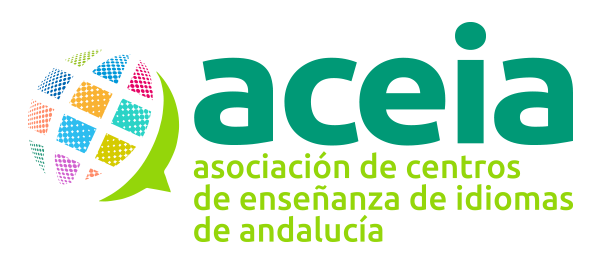 aceia
asociación de centros
de enseñanza de idiomas
de andalucía